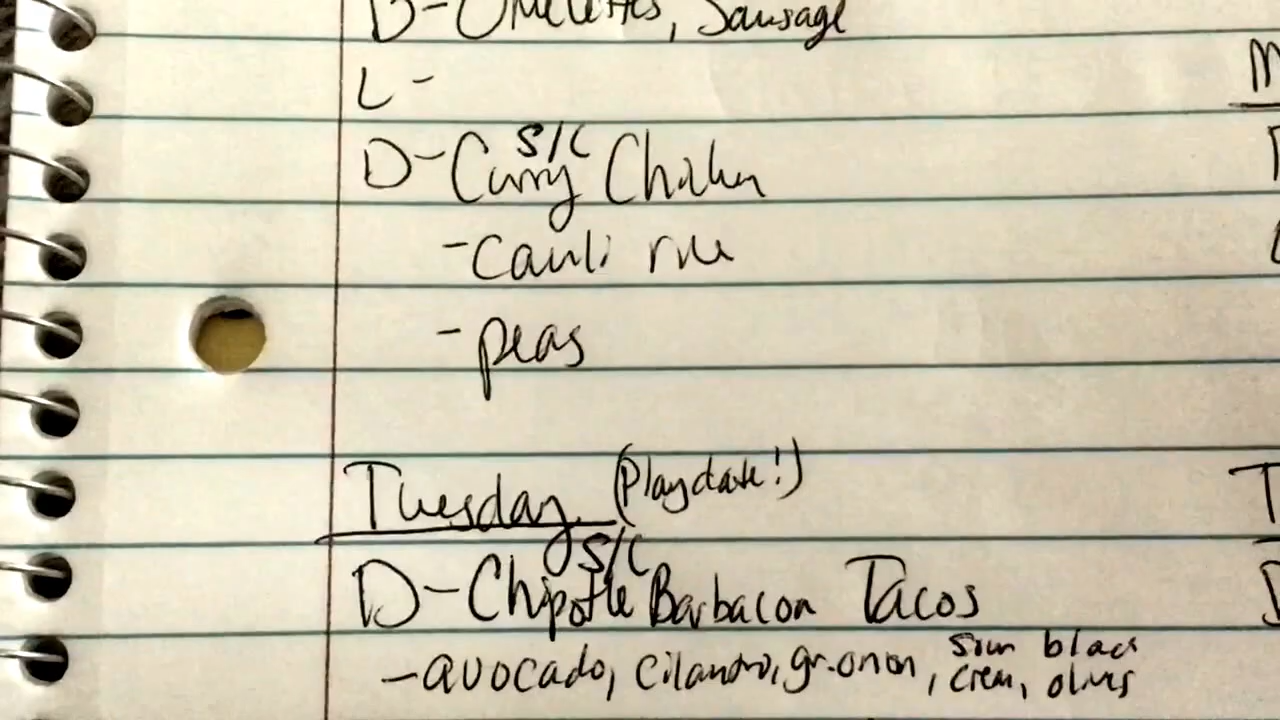 B-Omelettes, Sausage
L-
S/C
D-Curry Chicken
-cauli rice
-peas
Tuesday (Playdate!)
S/C
D-Chipotle Barbacoa Tacos
-avocado, cilantro, gr.onion, sour cream, black olives